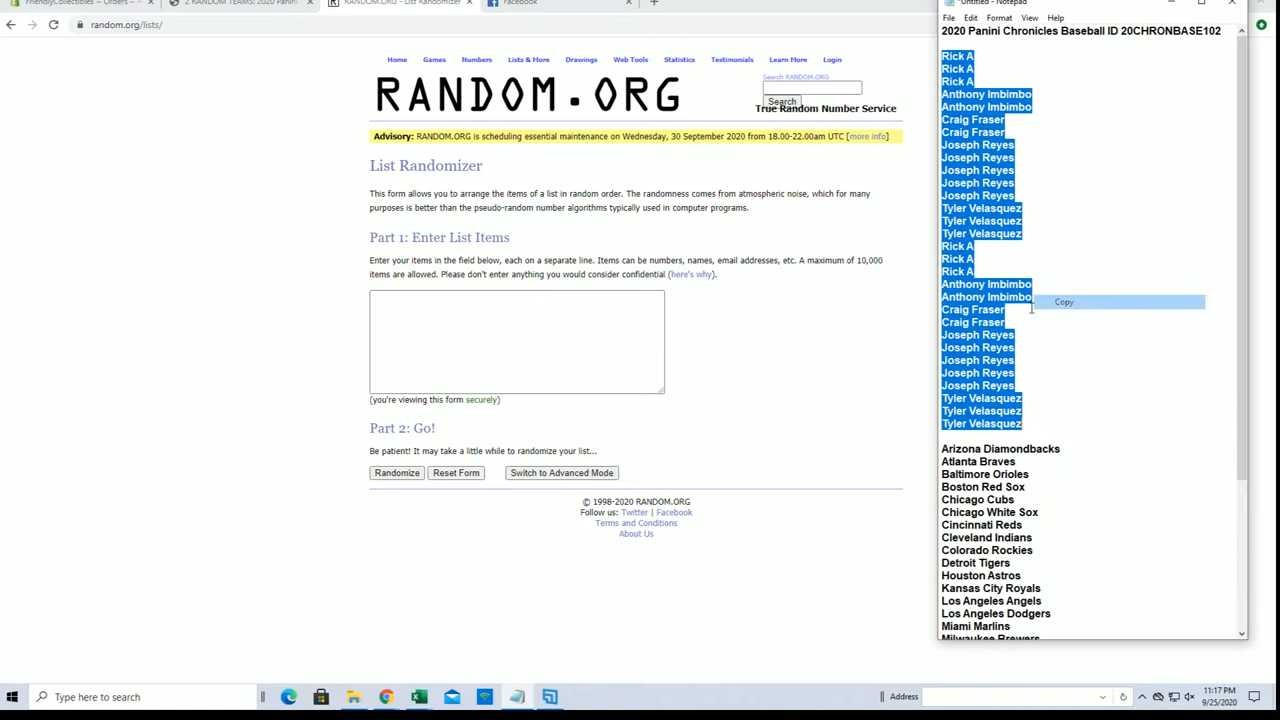 FriendlyCollectibles - Orders -
2 RANDOM TEAMS: 2020 Panini
RANDOM.ORG - List Randomizer
Facebook
random.org/lists/
Home Games Numbers Lists & More Drawings Web Tools Statistics Testimonials Learn More Login
RANDOM.ORG
Search RANDOM.ORG
Search
True Random Number Service
Advisory: RANDOM.ORG is scheduling essential maintenance on Wednesday, 30 September 2020 from 18.00-22.00am UTC [more info]
List Randomizer
This form allows you to arrange the items of a list in random order. The randomness comes from atmospheric noise, which for many
purposes is better than the pseudo-random number algorithms typically used in computer programs.
Part 1: Enter List Items
Enter your items in the field below, each on a separate line. Items can be numbers, names, email addresses, etc. A maximum of 10,000
items are allowed. Please don't enter anything you would consider confidential (here's why).
(you're viewing this form securely)
Part 2: Go!
Be patient! It may take a little while to randomize your list...
Randomize Reset Form Switch to Advanced Mode
© 1998-2020 RANDOM.ORG
Follow us: Twitter | Facebook
Terms and Conditions
About Us
*Untitled - Notepad
File Edit Format View Help
2020 Panini Chronicles Baseball ID 20CHRONBASE102
Rick A
Rick A
Rick A
Anthony Imbimbo
Anthony Imbimbo
Craig Fraser
Craig Fraser
Joseph Reyes
Joseph Reyes
Joseph Reyes
Joseph Reyes
Joseph Reyes
Tyler Velasquez
Tyler Velasquez
Tyler Velasquez
Rick A
Rick A
Rick A
Anthony Imbimbo
Anthony Imbimbo
Copy
Craig Fraser
Craig Fraser
Joseph Reyes
Joseph Reyes
Joseph Reyes
Joseph Reyes
Joseph Reyes
Tyler Velasquez
Tyler Velasquez
Tyler Velasquez
Arizona Diamondbacks
Atlanta Braves
Baltimore Orioles
Boston Red Sox
Chicago Cubs
Chicago White Sox
Cincinnati Reds
Cleveland Indians
Colorado Rockies
Detroit Tigers
Houston Astros
Kansas City Royals
Los Angeles Angels
Los Angeles Dodgers
Miami Marlins
Milwaukee Brewers
Type here to search
Address
11:17 PM
9/25/2020